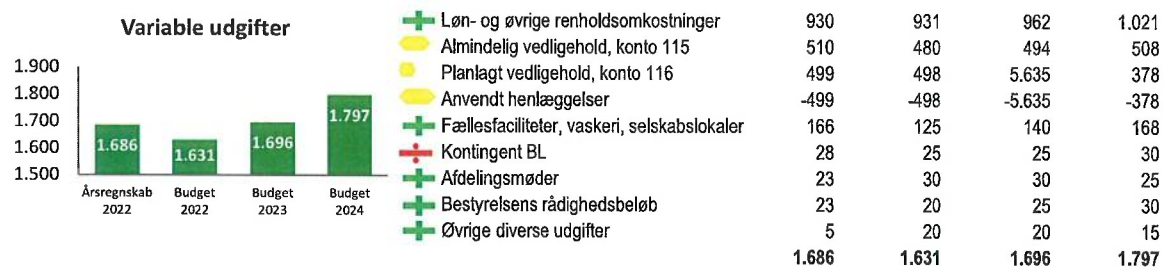 Variable udgifter
1.900
1.800
1.700
1.600
1.500
1.686
1.631
1.696
1.797
Årsregnskab 2022
Budget 2022
Budget 2023
Budget 2024
Løn- og øvrige renholdsomkostninger 930 931 962 1.021
Almindelig vedligehold, konto 115 510 480 494 508
Planlagt vedligehold, konto 116 499 498 5.635 378
Anvendt henlæggelser -499 -498 -5.635 -378
Fællesfaciliteter, vaskeri, selskabslokaler 166 125 140 168
Kontingent BL 28 25 25 30
Afdelingsmøder 23 30 30 25
Bestyrelsens rådighedsbeløb 23 20 25 30
Øvrige diverse udgifter 5 20 20 15
1.686 1.631 1.696 1.797